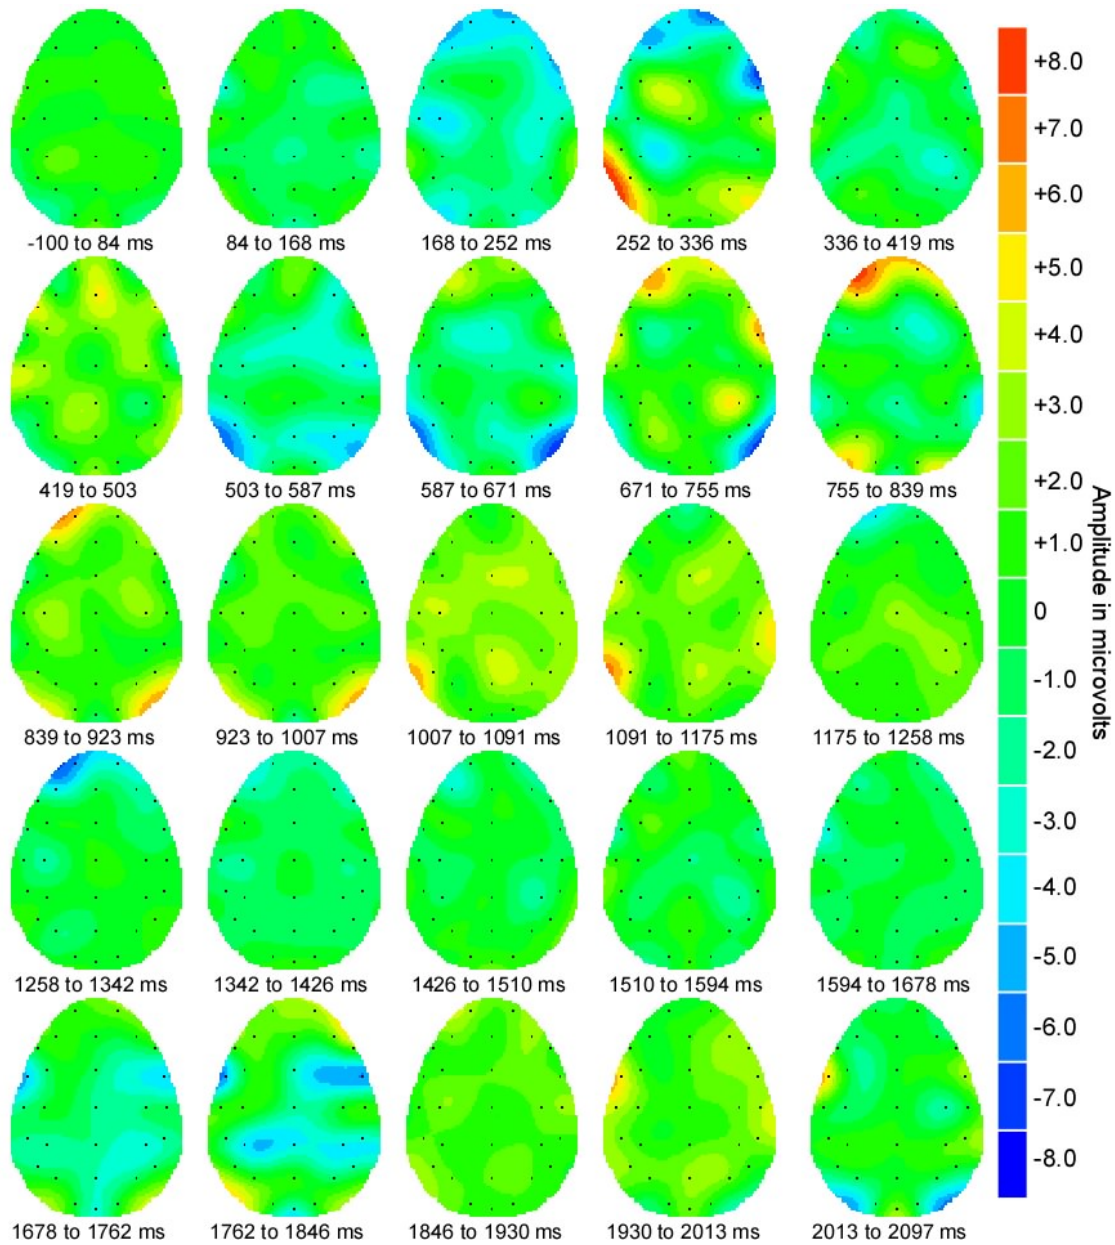 -100 to 84 ms
84 to 168 ms
168 to 252 ms
252 to 336 ms
336 to 419 ms
419 to 503
503 to 587 ms
587 to 671 ms
671 to 755 ms
755 to 839 ms
839 to 923 ms
923 to 1007 ms
1007 to 1091 ms
1091 to 1175 ms
1175 to 1258 ms
1258 to 1342 ms
1342 to 1426 ms
1426 to 1510 ms
1510 to 1594 ms
1594 to 1678 ms
1678 to 1762 ms
1762 to 1846 ms
1846 to 1930 ms
1930 to 2013 ms
2013 to 2097 ms
+8.0
+7.0
+6.0
+5.0
+4.0
+3.0
+2.0
+1.0
0
-1.0
-2.0
-3.0
-4.0
-5.0
-6.0
-7.0
-8.0
Amplitude in microvolts